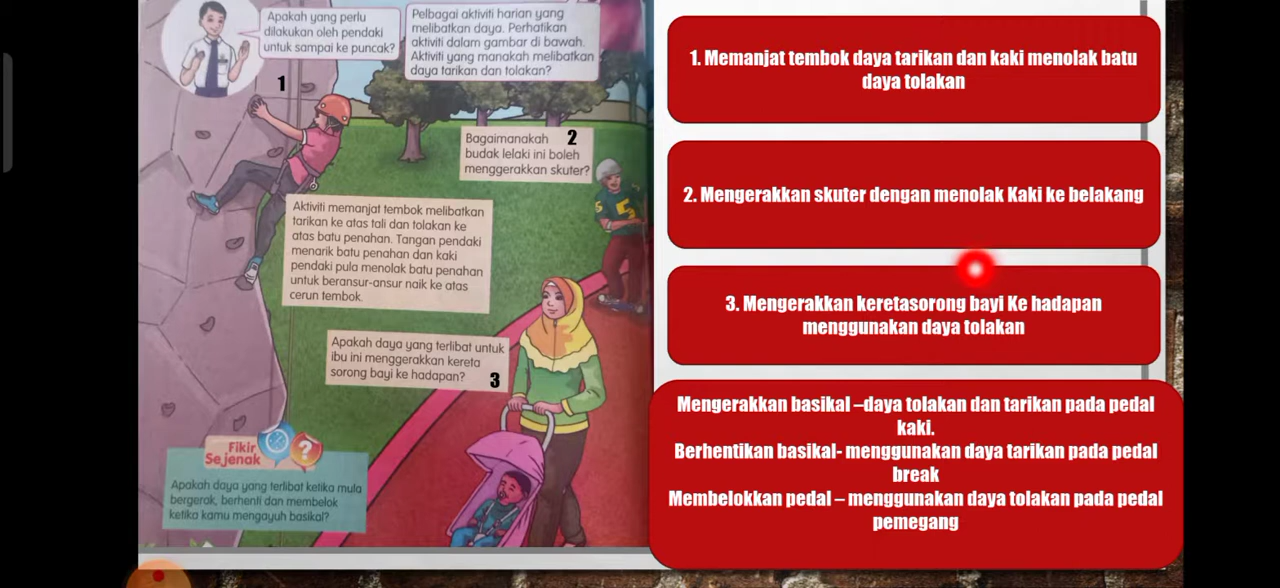 Apakah yang perlu
dilakukan oleh pendaki
untuk sampai ke puncak?
Pelbagai aktiviti harian yang
melibatkan daya. Perhatikan
aktiviti dalam gambar di bawah.
Aktiviti yang manakah melibatkan
daya tarikan dan tolakan?
1
Bagaimanakah 2
budak lelaki ini boleh
menggerakkan skuter?
5 5
Aktiviti memanjat tembok melibatkan
tarikan ke atas tali dan tolakan ke
atas batu penahan. Tangan pendaki
menarik batu penahan dan kaki
pendaki pula menolak batu penahan
untuk beransur-ansur naik ke atas
cerun tembok.
Apakah daya yang terlibat untuk
ibu ini menggerakkan kereta
sorong bayi ke hadapan? 3
Fikir
Sejenak
?
Apakah daya yang terlibat ketika mula
bergerak, berhenti dan membelok
ketika kamu mengayuh basikal?
1. Memanjat tembok daya tarikan dan kaki menolak batu
daya tolakan
2. Mengerakkan skuter dengan menolak Kaki ke belakang
3. Mengerakkan keretasorong bayi Ke hadapan
menggunakan daya tolakan
Mengerakkan basikal –daya tolakan dan tarikan pada pedal
kaki.
Berhentikan basikal- menggunakan daya tarikan pada pedal
break
Membelokkan pedal – menggunakan daya tolakan pada pedal
pemegang